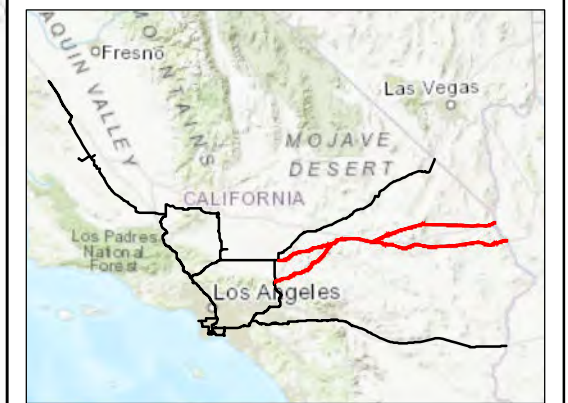 Fresno
AQUIN VALLEY
MOUNTAINS
Las Vegas
MOJAVE
DESERT
CALIFORNIA
Los Padres
National
Forest
Los Angeles